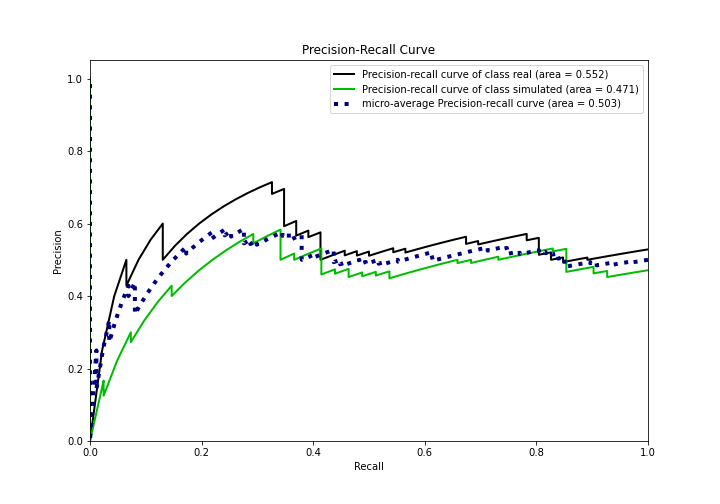 Precision-Recall Curve
Precision-recall curve of class real (area = 0.552)
Precision-recall curve of class simulated (area = 0.471)
micro-average Precision-recall curve (area = 0.503)
1.0
0.8
0.6
0.4
0.2
0.0
Precision
0.0 0.2 0.4 0.6 0.8 1.0
Recall